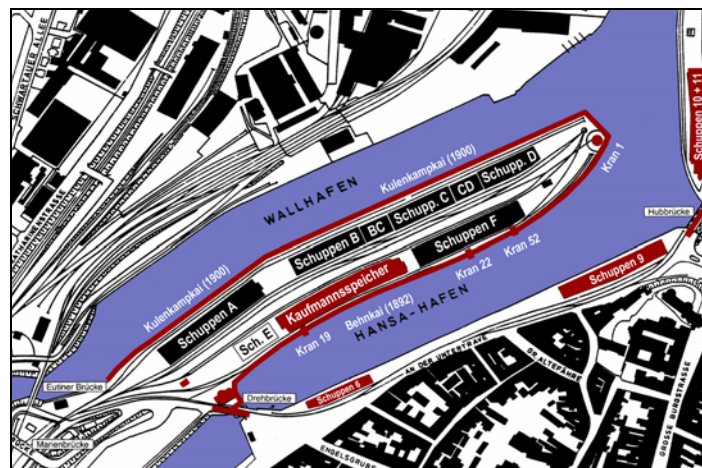 SCHWARTAUER ALLEE
KATHARINENSTRASSE
WALLHAFEN
Kulenkampkai (1900)
Kran 1
Schuppen 10 + 11
Hubbrücke
Schuppen B
BC
Schupp. C
CD
Schupp. D
Schuppen F
Kran 52
Kran 22
Schuppen 9
Kulenkampkai (1900)
Schuppen A
Kaufmannsspeicher
Sch. E
Kran 19
Behnkai (1892)
HANSA-HAFEN
Eutiner Brücke
Drehbrücke
Marienbrücke
Schuppen 6
AN DER UNTERTRAVE
GR. ALTEFÄHRE
GROSSE BURGSTRASSE
ENGELSGRUBE